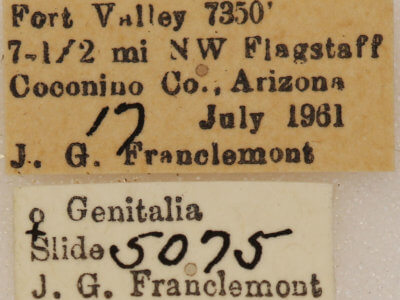 Fort Valley 7350'
7-1/2 mi NW Flagstaff
Coconino Co., Arizona
17 July 1961
J. G. Franclemont
♀ Genitalia
Slide 5075
J. G. Franclemont